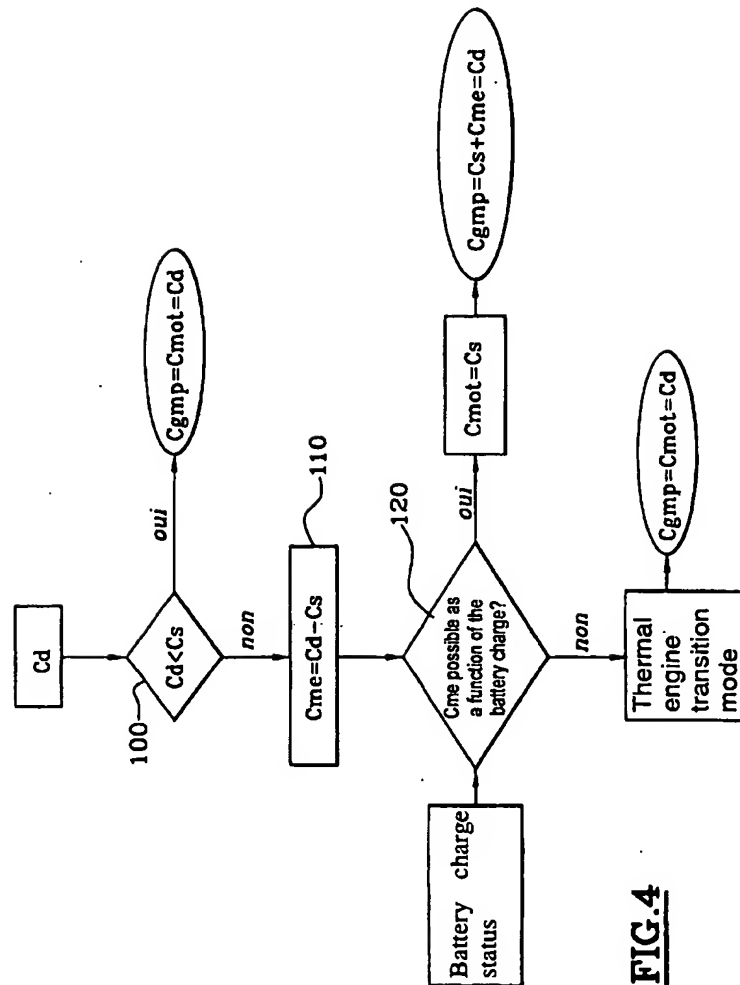 Cd
100
Cd<Cs
oui
Cgmp=Cmot=Cd
non
110
Cme=Cd-Cs
Battery charge
status
120
Cme possible as
a function of the
battery charge?
oui
Cmot=Cs
Cgmp=Cs+Cme=Cd
non
Thermal
engine
transition
mode
Cgmp=Cmot=Cd
FIG.4